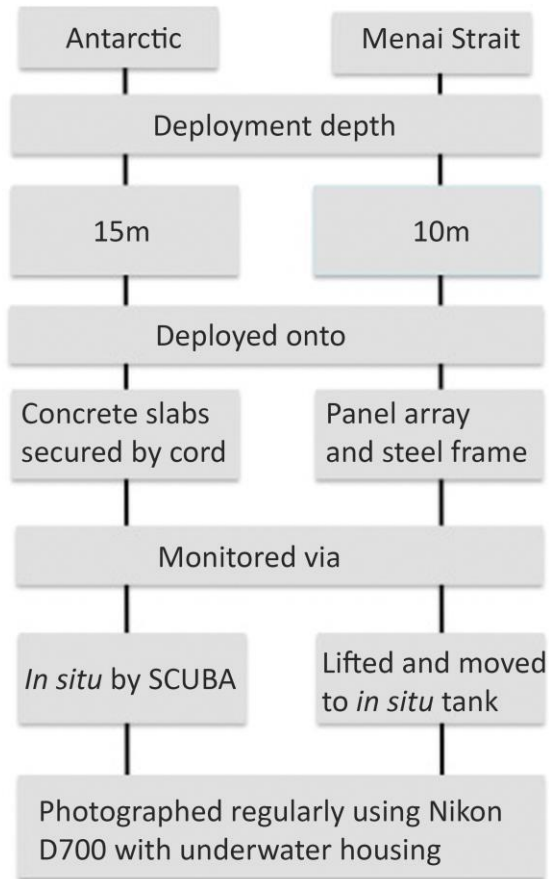 Antarctic
Menai Strait
Deployment depth
15m
10m
Deployed onto
Concrete slabs
secured by cord
Panel array
and steel frame
Monitored via
In situ by SCUBA
Lifted and moved
to in situ tank
Photographed regularly using Nikon
D700 with underwater housing